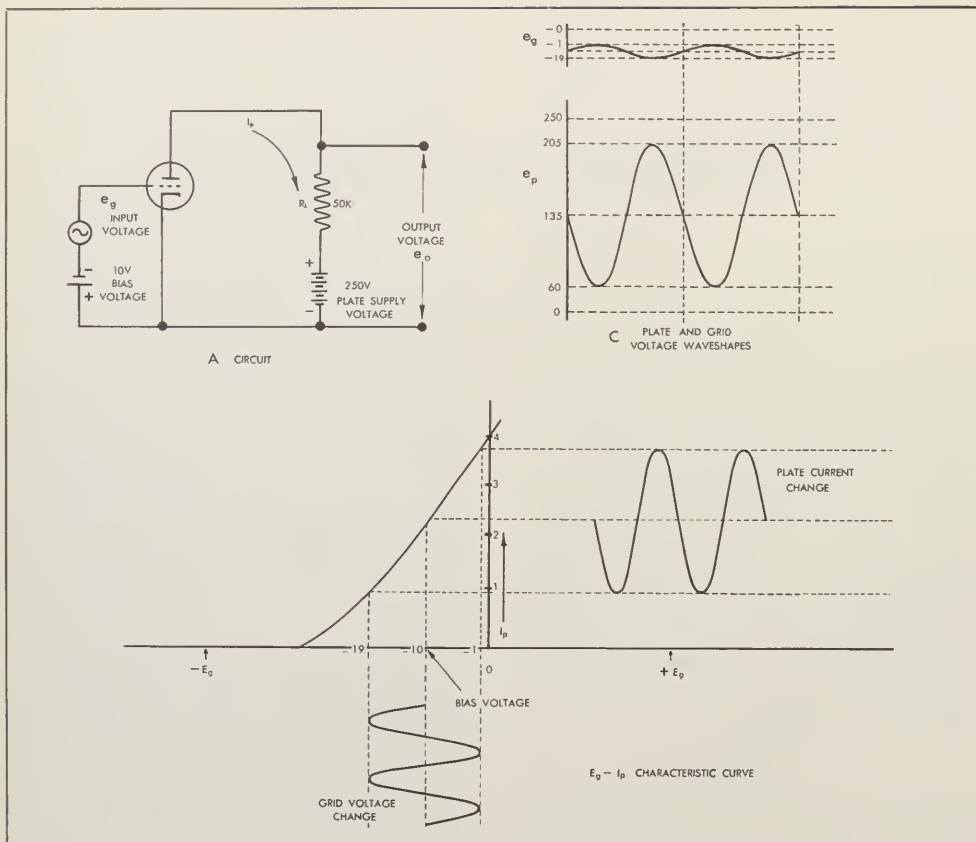 e_g
-0
-1
-19
e_p
250
205
135
60
0
C PLATE AND GRID
VOLTAGE WAVESHAPES
I_p
R_L
50K
e_g
INPUT
VOLTAGE
-
10V
BIAS
+ VOLTAGE
+
250V
PLATE SUPPLY
- VOLTAGE
OUTPUT
VOLTAGE
e_o
A CIRCUIT
4
3
2
1
I_p
PLATE CURRENT
CHANGE
-19
-10
-1
0
- E_g
+ E_g
BIAS VOLTAGE
GRID VOLTAGE
CHANGE
E_g - I_p CHARACTERISTIC CURVE